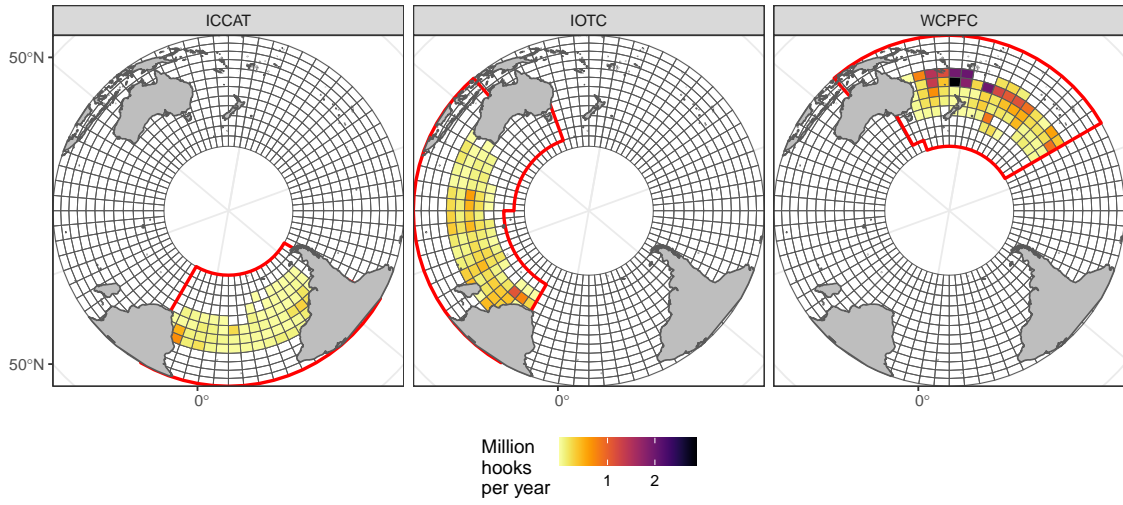 ICCAT
IOTC
WCPFC
50°N
50°N
0°
0°
0°
Million
hooks
per year
1
2